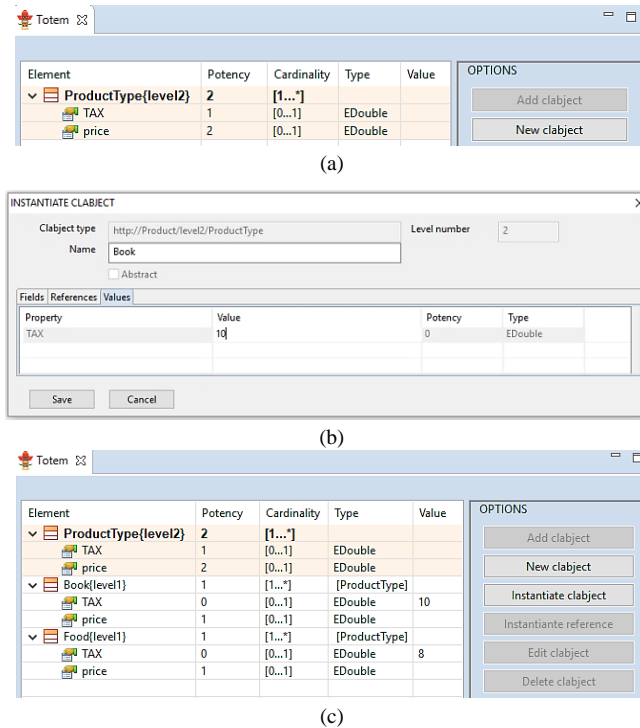 Totem
Element Potency Cardinality Type Value OPTIONS
ProductType{level2} 2 [1...*] Add clabject
TAX 1 [0...1] EDouble
price 2 [0...1] EDouble New clabject
(a)
INSTANTIATE CLABJECT
Clabject type http://Product/level2/ProductType Level number 2
Name Book
Abstract
Fields References Values
Property Value Potency Type
TAX 10 0 EDouble
Save Cancel
(b)
Totem
Element Potency Cardinality Type Value OPTIONS
ProductType{level2} 2 [1...*] Add clabject
TAX 1 [0...1] EDouble
price 2 [0...1] EDouble New clabject
Book{level1} 1 [1...*] [ProductType] Instantiate clabject
TAX 0 [0...1] EDouble 10
price 1 [0...1] EDouble Instantiante reference
Food{level1} 1 [1...*] [ProductType]
TAX 0 [0...1] EDouble 8 Edit clabject
price 1 [0...1] EDouble Delete clabject
(c)